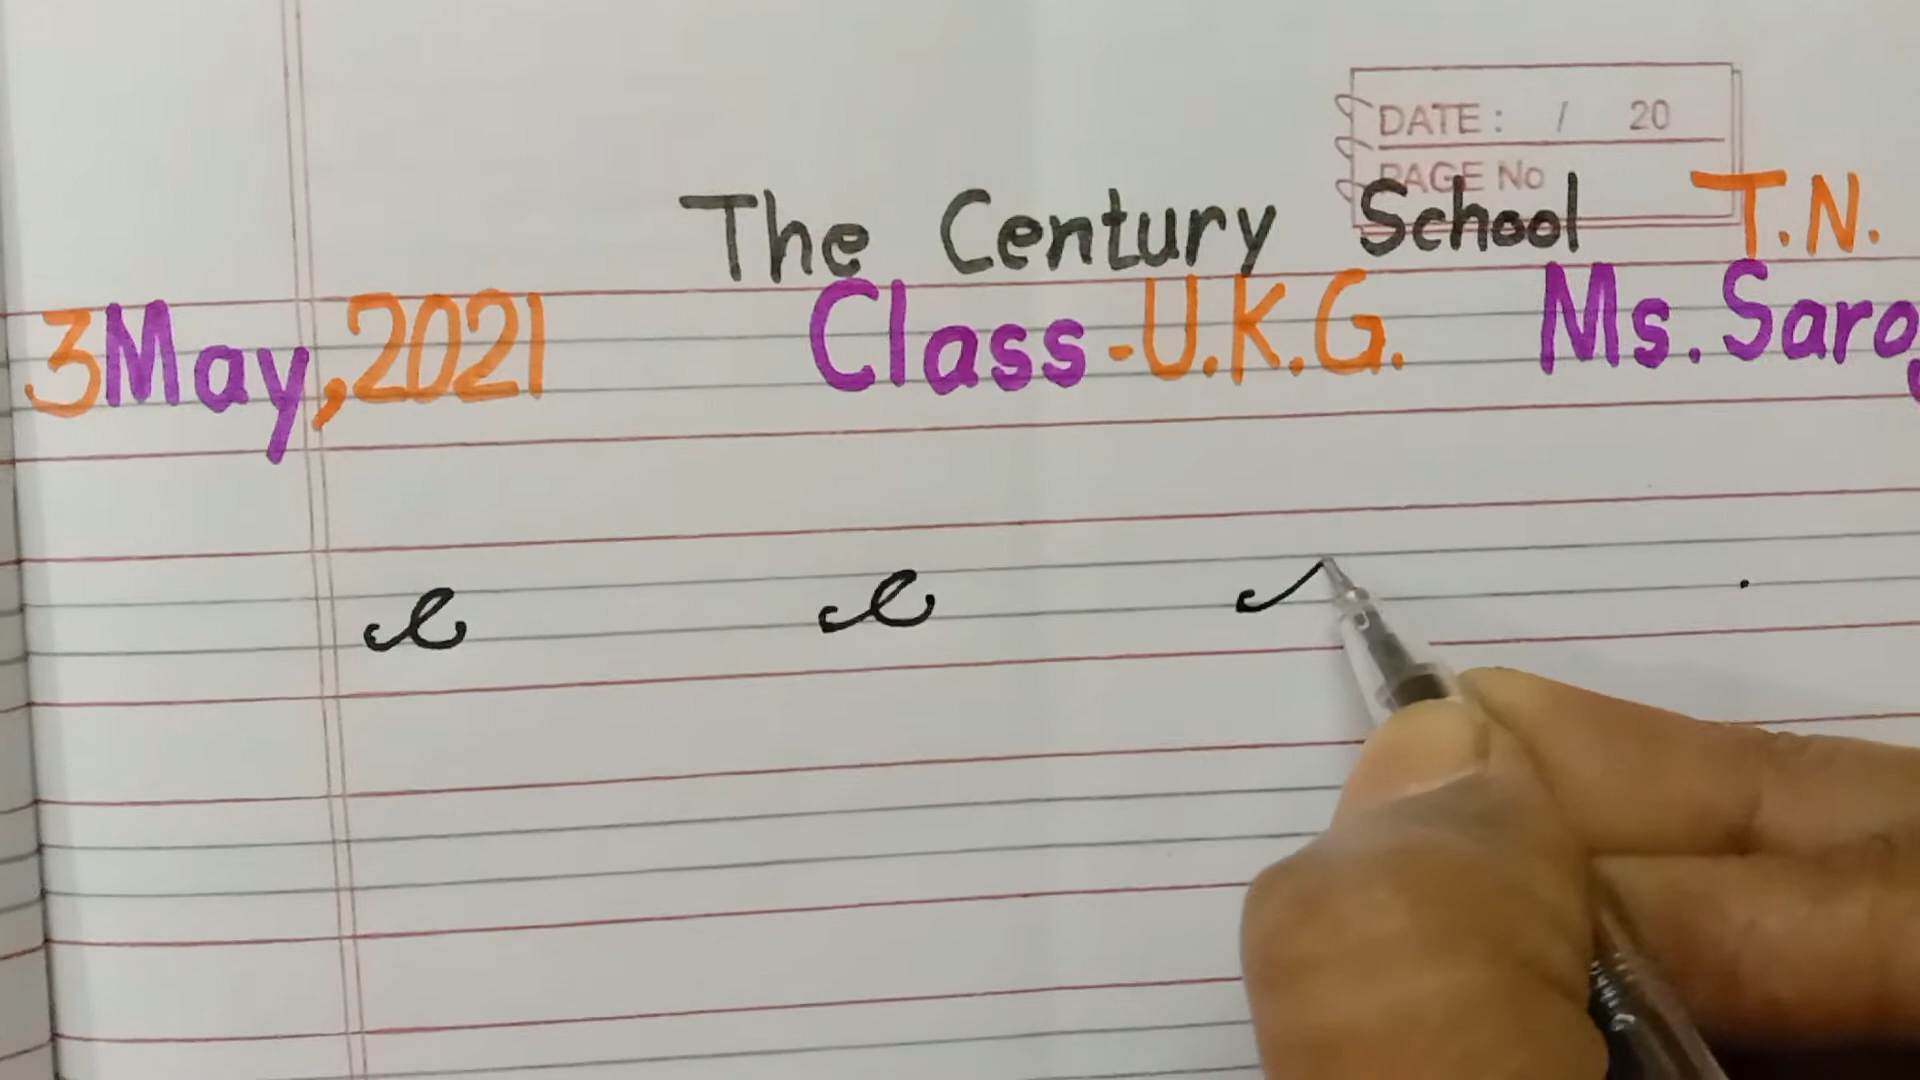 DATE : / 20
PAGE No
The Century School T.N.
3May,2021 Class-U.K.G. Ms.Saro
e e